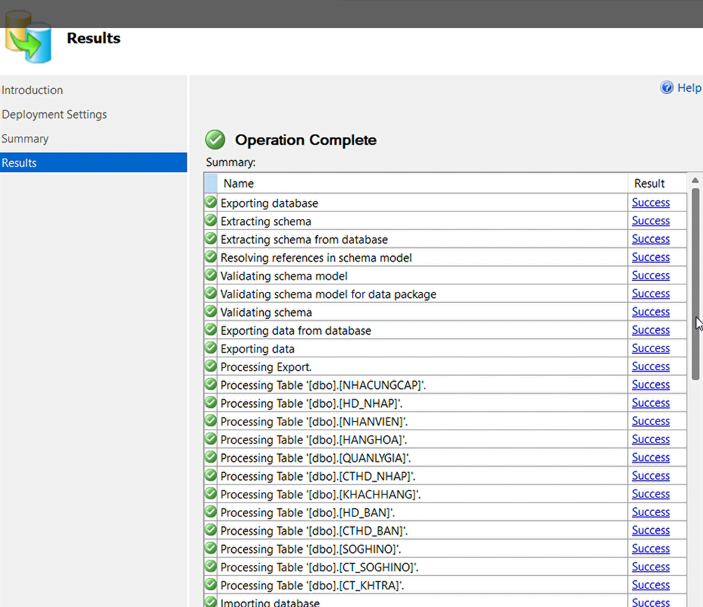 Results
Introduction
Deployment Settings
Summary
Results
Help
Operation Complete
Summary:
Name Result
Exporting database Success
Extracting schema Success
Extracting schema from database Success
Resolving references in schema model Success
Validating schema model Success
Validating schema model for data package Success
Validating schema Success
Exporting data from database Success
Exporting data Success
Processing Export. Success
Processing Table '[dbo].[NHACUNGCAP]'. Success
Processing Table '[dbo].[HD_NHAP]'. Success
Processing Table '[dbo].[NHANVIEN]'. Success
Processing Table '[dbo].[HANGHOA]'. Success
Processing Table '[dbo].[QUANLYGIA]'. Success
Processing Table '[dbo].[CTHD_NHAP]'. Success
Processing Table '[dbo].[KHACHHANG]'. Success
Processing Table '[dbo].[HD_BAN]'. Success
Processing Table '[dbo].[CTHD_BAN]'. Success
Processing Table '[dbo].[SOGHINO]'. Success
Processing Table '[dbo].[CT_SOGHINO]'. Success
Processing Table '[dbo].[CT_KHTRA]'. Success
Importing database Success